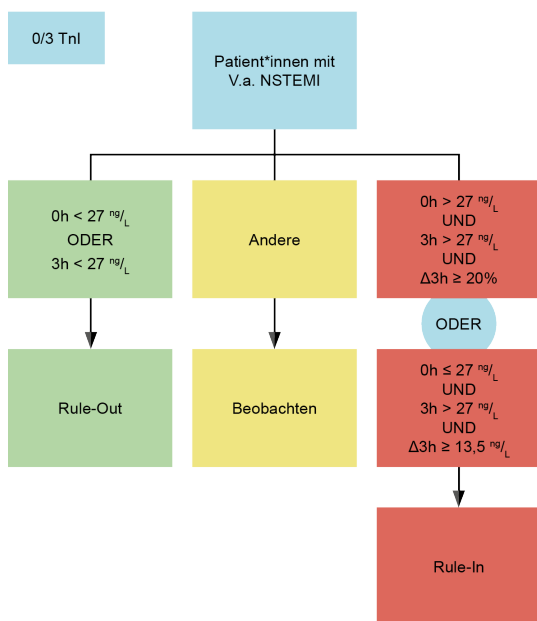 0/3 TnI
Patient*innen mit
V.a. NSTEMI
0h < 27 ng/L
ODER
3h < 27 ng/L
Andere
0h > 27 ng/L
UND
3h > 27 ng/L
UND
Δ3h ≥ 20%
ODER
Rule-Out
Beobachten
0h ≤ 27 ng/L
UND
3h > 27 ng/L
UND
Δ3h ≥ 13,5 ng/L
Rule-In